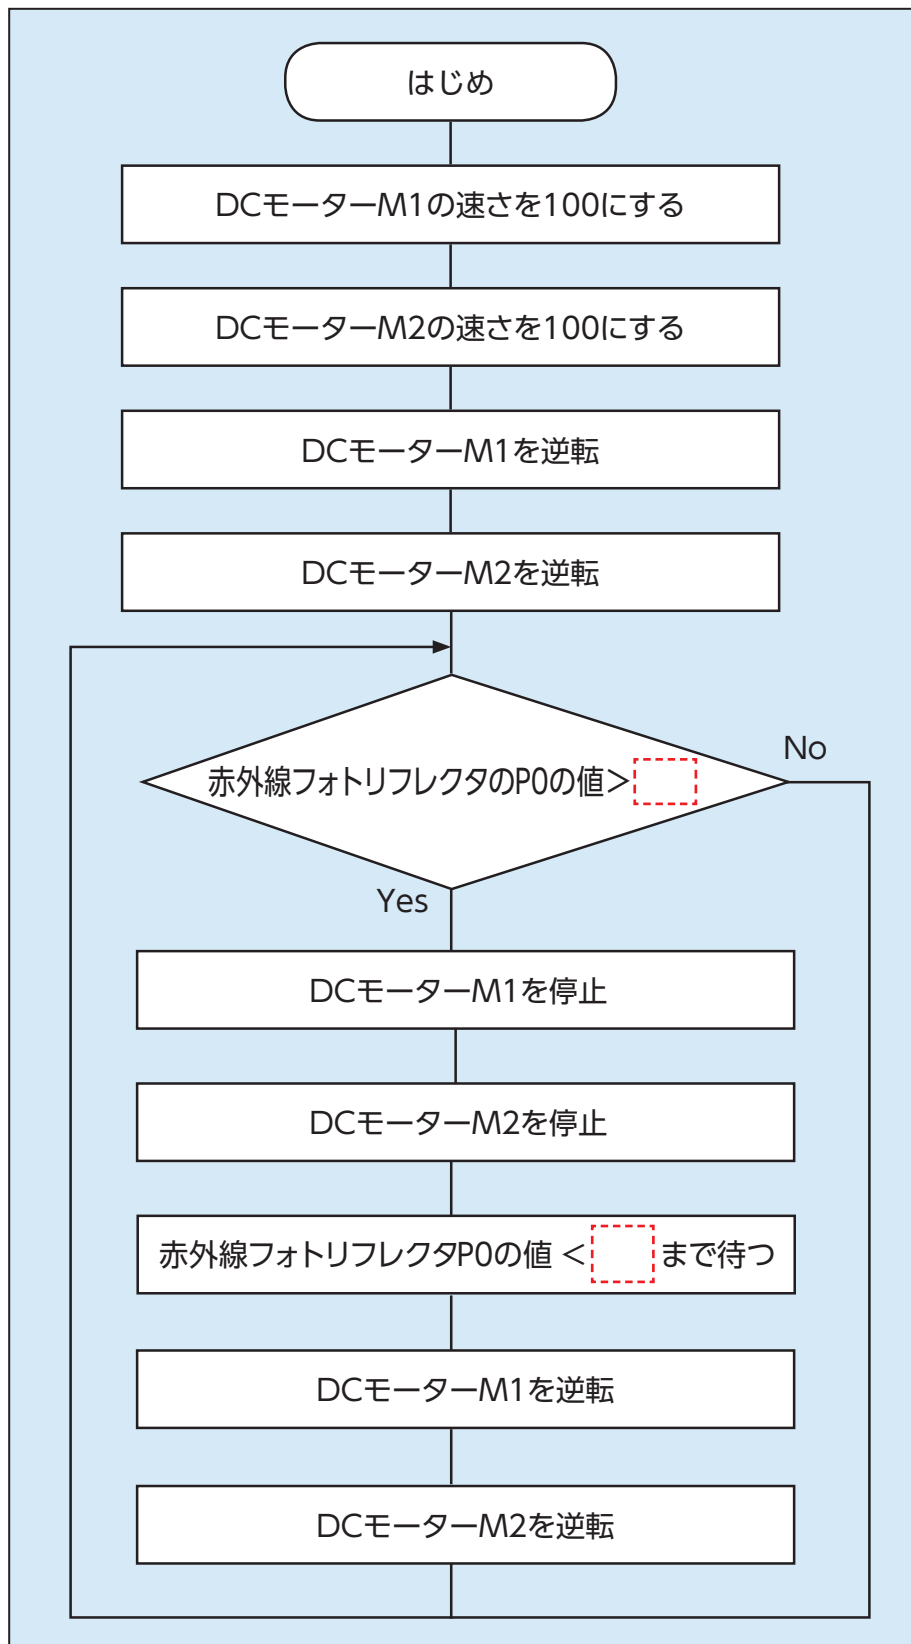 はじめ
DCモーターM1の速さを100にする
DCモーターM2の速さを100にする
DCモーターM1を逆転
DCモーターM2を逆転
赤外線フォトリフレクタのP0の値>
No
Yes
DCモーターM1を停止
DCモーターM2を停止
赤外線フォトリフレクタP0の値 < まで待つ
DCモーターM1を逆転
DCモーターM2を逆転